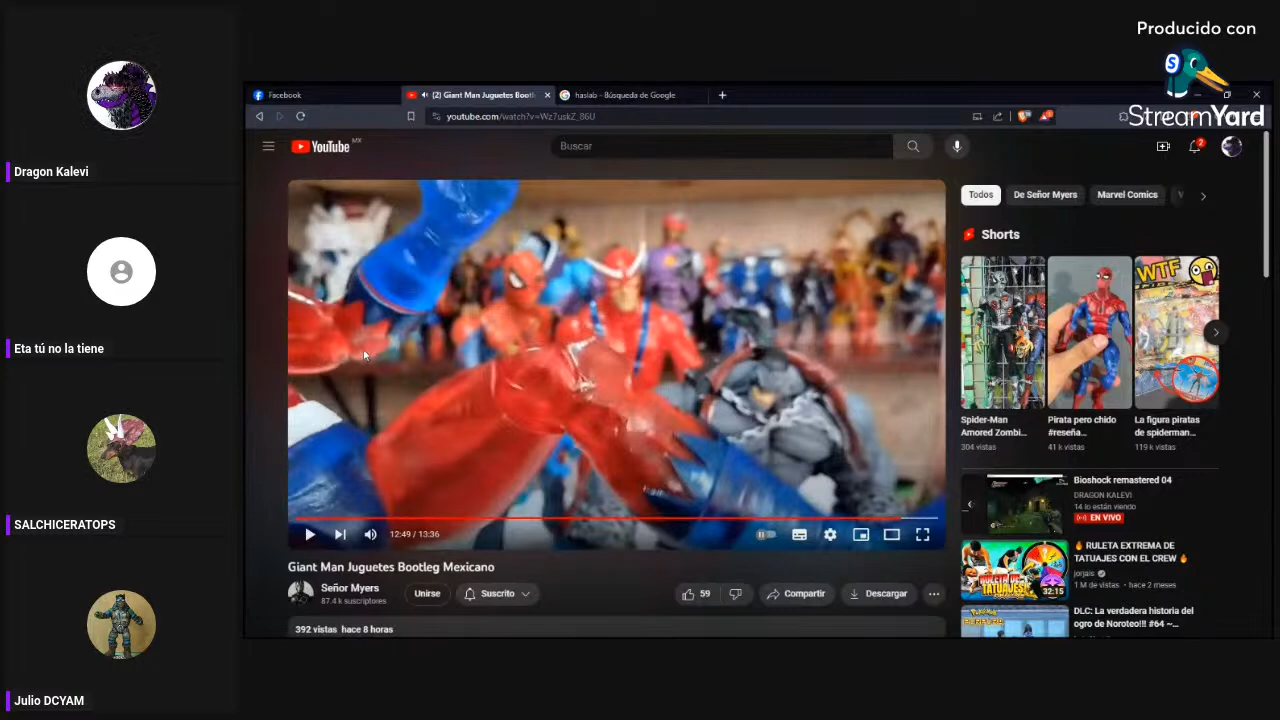 Producido con
StreamYard
Dragon Kalevi
Eta tú no la tiene
SALCHICERATOPS
Julio DCYAM
Facebook
(2) Giant Man Juguetes Bootl
haslab - Búsqueda de Google
youtube.com/watch?v=Wz7uskZ_86U
YouTube MX
Buscar
2
Todos
De Señor Myers
Marvel Comics
Shorts
WTF
Spider-Man
Amored Zombi...
304 vistas
Pirata pero chido
#reseña...
41 k vistas
La figura piratas
de spiderman...
119 k vistas
Bioshock remastered 04
DRAGON KALEVI
14 lo están viendo
EN VIVO
RULETA EXTREMA DE
TATUAJES CON EL CREW
jorjais
1 M de vistas • hace 2 meses
32:15
DLC: La verdadera historia del
ogro de Noroteo!!! #64 ~...
12:49 / 13:36
Giant Man Juguetes Bootleg Mexicano
Señor Myers
87.4 k suscriptores
Unirse
Suscrito
59
Compartir
Descargar
392 vistas hace 8 horas